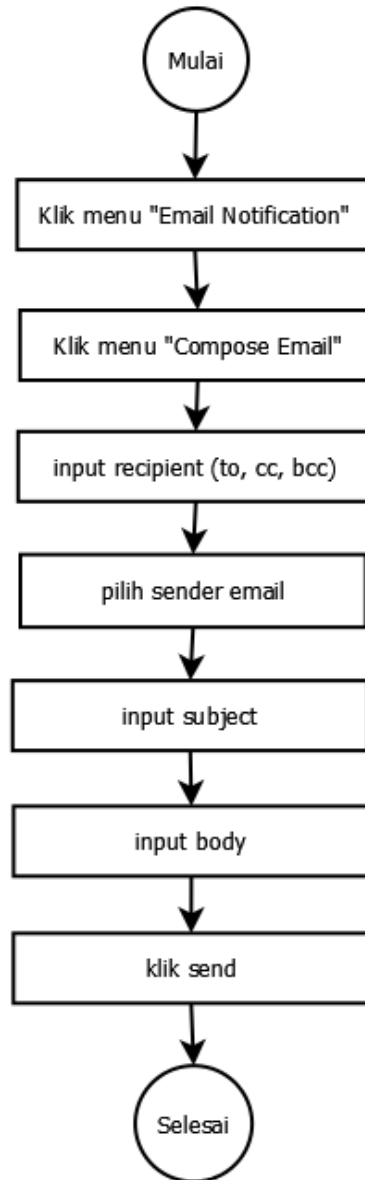 Mulai
Klik menu "Email Notification"
Klik menu "Compose Email"
input recipient (to, cc, bcc)
pilih sender email
input subject
input body
klik send
Selesai